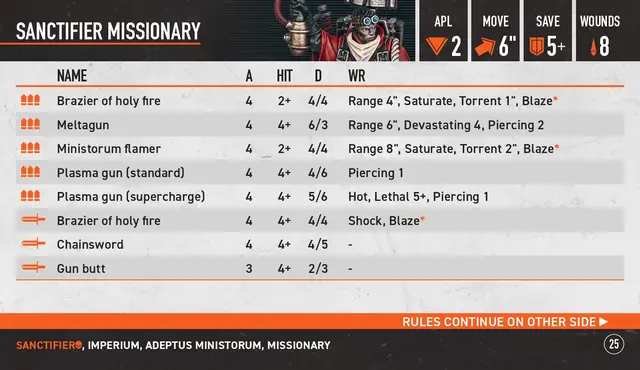 SANCTIFIER MISSIONARY
APL 2
MOVE 6"
SAVE 5+
WOUNDS 8
NAME A HIT D WR
Brazier of holy fire 4 2+ 4/4 Range 4", Saturate, Torrent 1", Blaze*
Meltagun 4 4+ 6/3 Range 6", Devastating 4, Piercing 2
Ministorum flamer 4 2+ 4/4 Range 8", Saturate, Torrent 2", Blaze*
Plasma gun (standard) 4 4+ 4/6 Piercing 1
Plasma gun (supercharge) 4 4+ 5/6 Hot, Lethal 5+, Piercing 1
Brazier of holy fire 4 4+ 4/4 Shock, Blaze*
Chainsword 4 4+ 4/5 -
Gun butt 3 4+ 2/3 -
RULES CONTINUE ON OTHER SIDE ▶
SANCTIFIER, IMPERIUM, ADEPTUS MINISTORUM, MISSIONARY
25